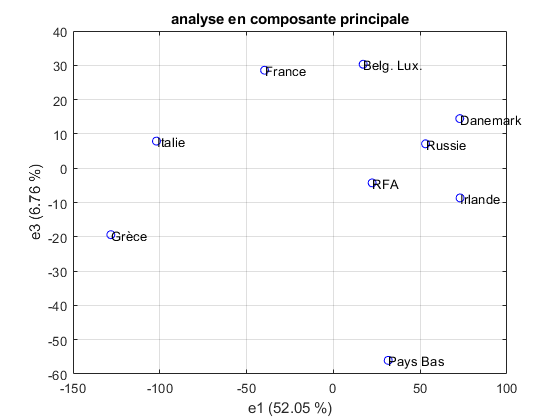 analyse en composante principale
40
30
20
10
0
-10
-20
-30
-40
-50
-60
e3 (6.76 %)
France
Belg. Lux.
Danemark
Italie
Russie
RFA
Irlande
Grèce
Pays Bas
-150
-100
-50
0
50
100
e1 (52.05 %)